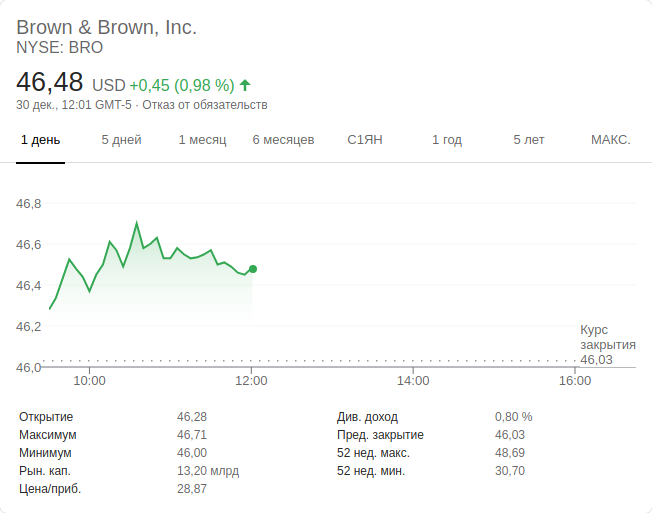 Brown & Brown, Inc.
NYSE: BRO
46,48 USD +0,45 (0,98 %)
30 дек., 12:01 GMT-5 · Отказ от обязательств
1 день 5 дней 1 месяц 6 месяцев С1ЯН 1 год 5 лет МАКС.
46,8
46,6
46,4
46,2
Курс
закрытия
46,03
46,0
10:00 12:00 14:00 16:00
Открытие 46,28 Див. доход 0,80 %
Максимум 46,71 Пред. закрытие 46,03
Минимум 46,00 52 нед. макс. 48,69
Рын. кап. 13,20 млрд 52 нед. мин. 30,70
Цена/приб. 28,87